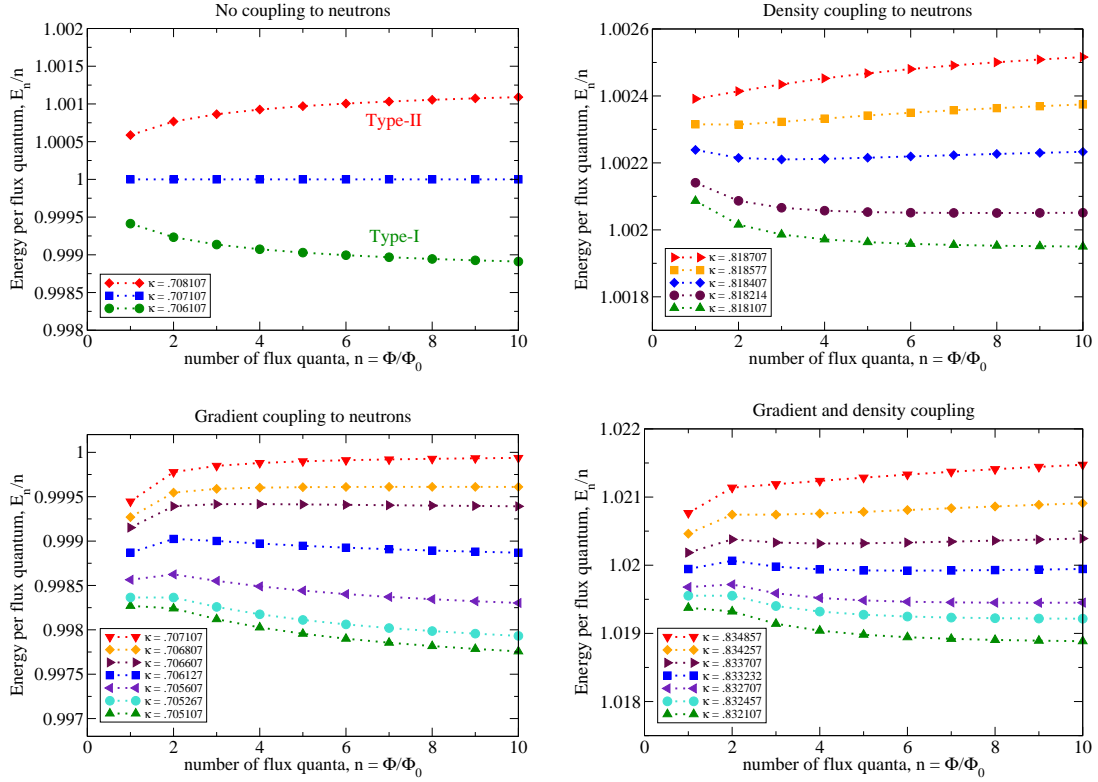 No coupling to neutrons
Energy per flux quantum, E_n/n
1.002
1.0015
1.001
1.0005
1
0.9995
0.999
0.9985
0.998
Type-II
Type-I
κ = .708107
κ = .707107
κ = .706107
0 2 4 6 8 10
number of flux quanta, n = Φ/Φ_0
Density coupling to neutrons
Energy per flux quantum, E_n/n
1.0026
1.0024
1.0022
1.002
1.0018
κ = .818707
κ = .818577
κ = .818407
κ = .818214
κ = .818107
0 2 4 6 8 10
number of flux quanta, n = Φ/Φ_0
Gradient coupling to neutrons
Energy per flux quantum, E_n/n
1
0.9995
0.999
0.9985
0.998
0.9975
0.997
κ = .707107
κ = .706807
κ = .706607
κ = .706127
κ = .705607
κ = .705267
κ = .705107
0 2 4 6 8 10
number of flux quanta, n = Φ/Φ_0
Gradient and density coupling
Energy per flux quantum, E_n/n
1.022
1.021
1.02
1.019
1.018
κ = .834857
κ = .834257
κ = .833707
κ = .833232
κ = .832707
κ = .832457
κ = .832107
0 2 4 6 8 10
number of flux quanta, n = Φ/Φ_0